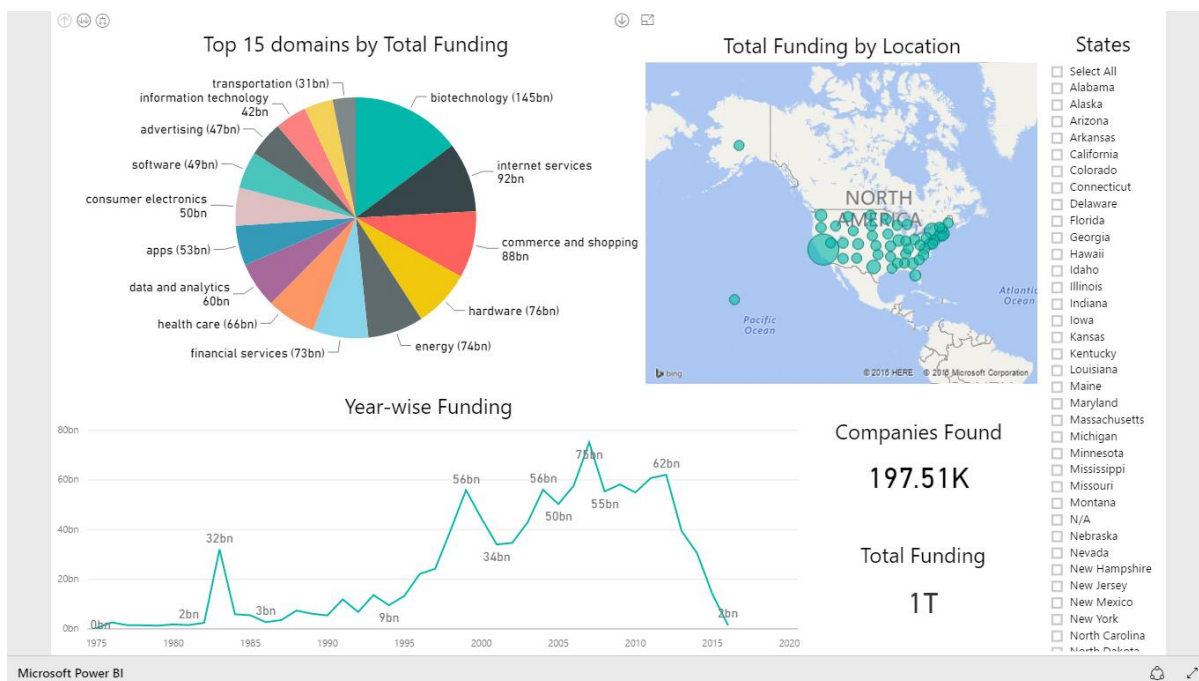 Top 15 domains by Total Funding
transportation (31bn)
information technology
42bn
advertising (47bn)
software (49bn)
consumer electronics
50bn
apps (53bn)
data and analytics
60bn
health care (66bn)
financial services (73bn)
energy (74bn)
hardware (76bn)
commerce and shopping
88bn
internet services
92bn
biotechnology (145bn)
Total Funding by Location
NORTH
AMERICA
Pacific
Ocean
Atlantic
Ocean
bing
© 2016 HERE © 2016 Microsoft Corporation
States
Select All
Alabama
Alaska
Arizona
Arkansas
California
Colorado
Connecticut
Delaware
Florida
Georgia
Hawaii
Idaho
Illinois
Indiana
Iowa
Kansas
Kentucky
Louisiana
Maine
Maryland
Massachusetts
Michigan
Minnesota
Mississippi
Missouri
Montana
N/A
Nebraska
Nevada
New Hampshire
New Jersey
New Mexico
New York
North Carolina
North Dakota
Year-wise Funding
80bn
60bn
40bn
20bn
0bn
0bn
2bn
32bn
3bn
9bn
56bn
34bn
56bn
50bn
75bn
55bn
62bn
2bn
1975 1980 1985 1990 1995 2000 2005 2010 2015 2020
Companies Found
197.51K
Total Funding
1T
Microsoft Power BI